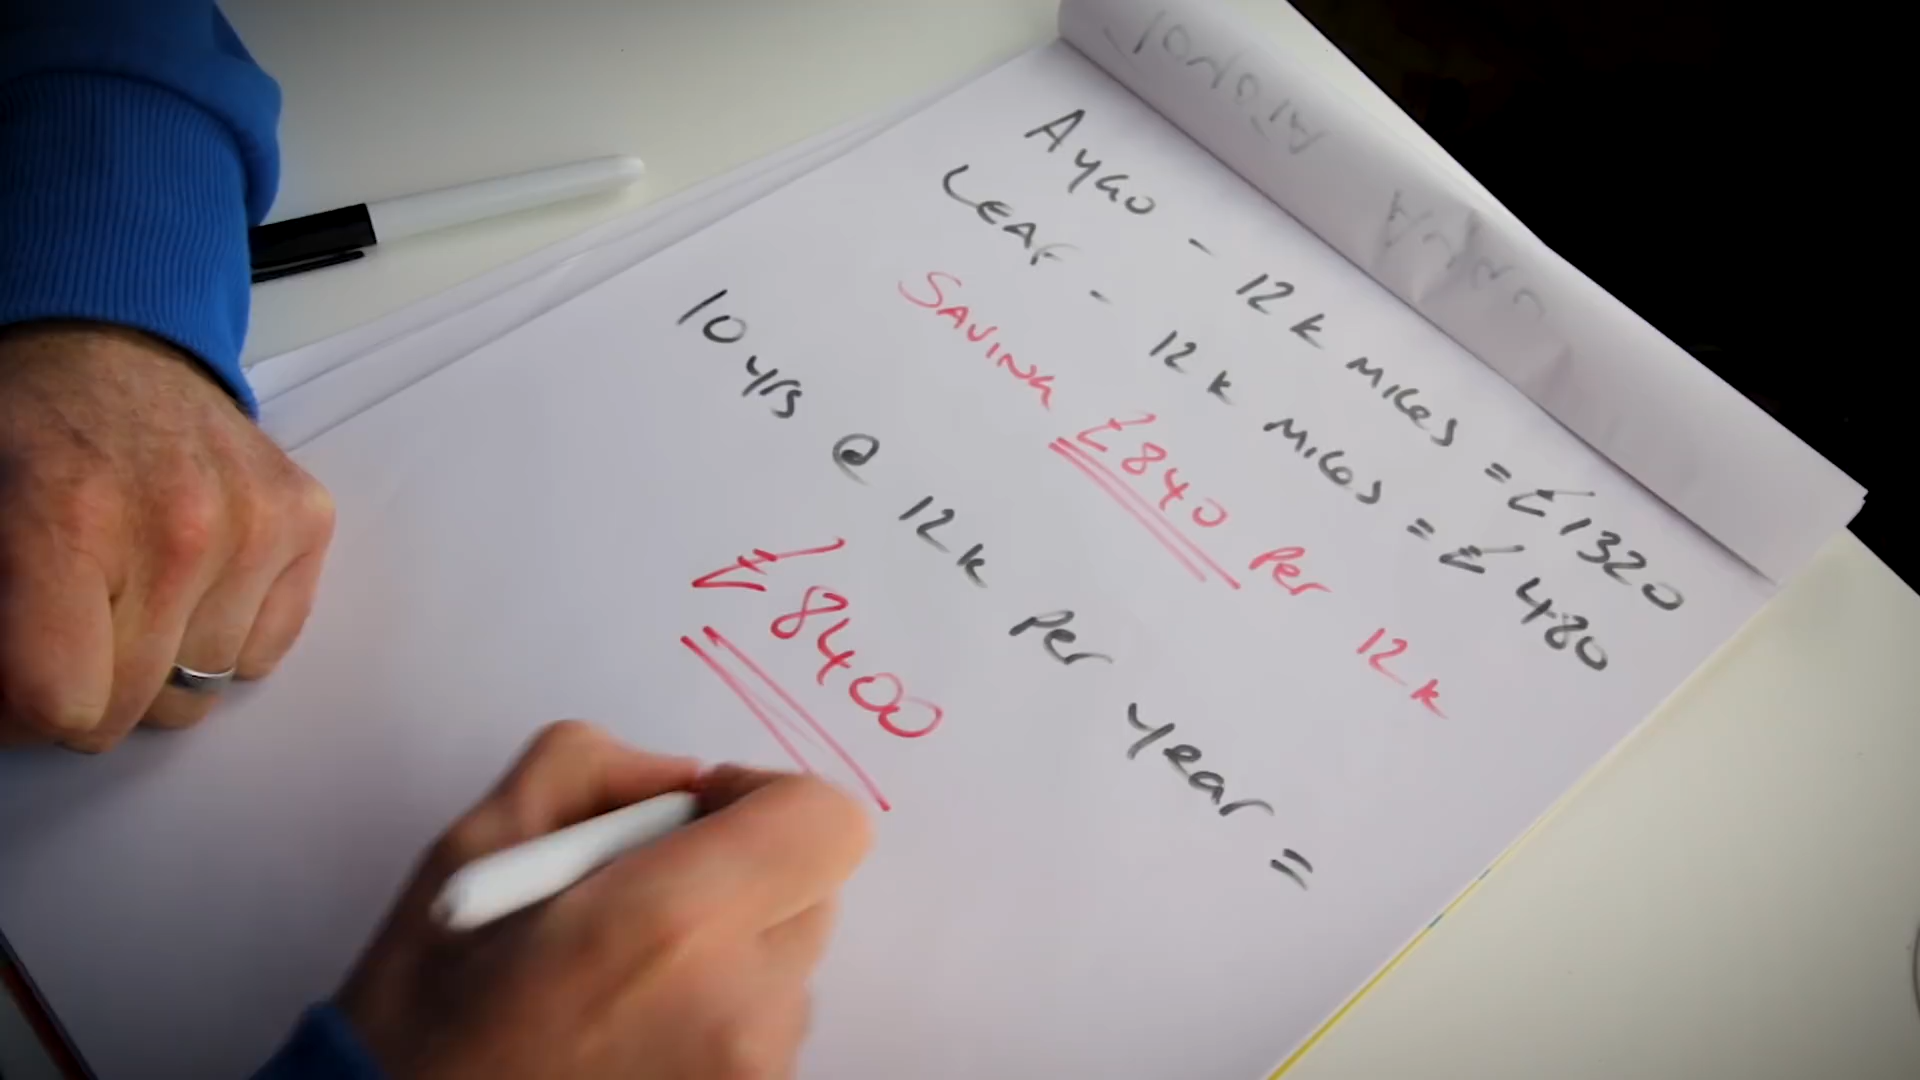 AYGO - 12k MILES = £1320
LEAF - 12k MILES = £480
SAVING £840 Per 12k
10 yrs @ 12k Per year =
£8400